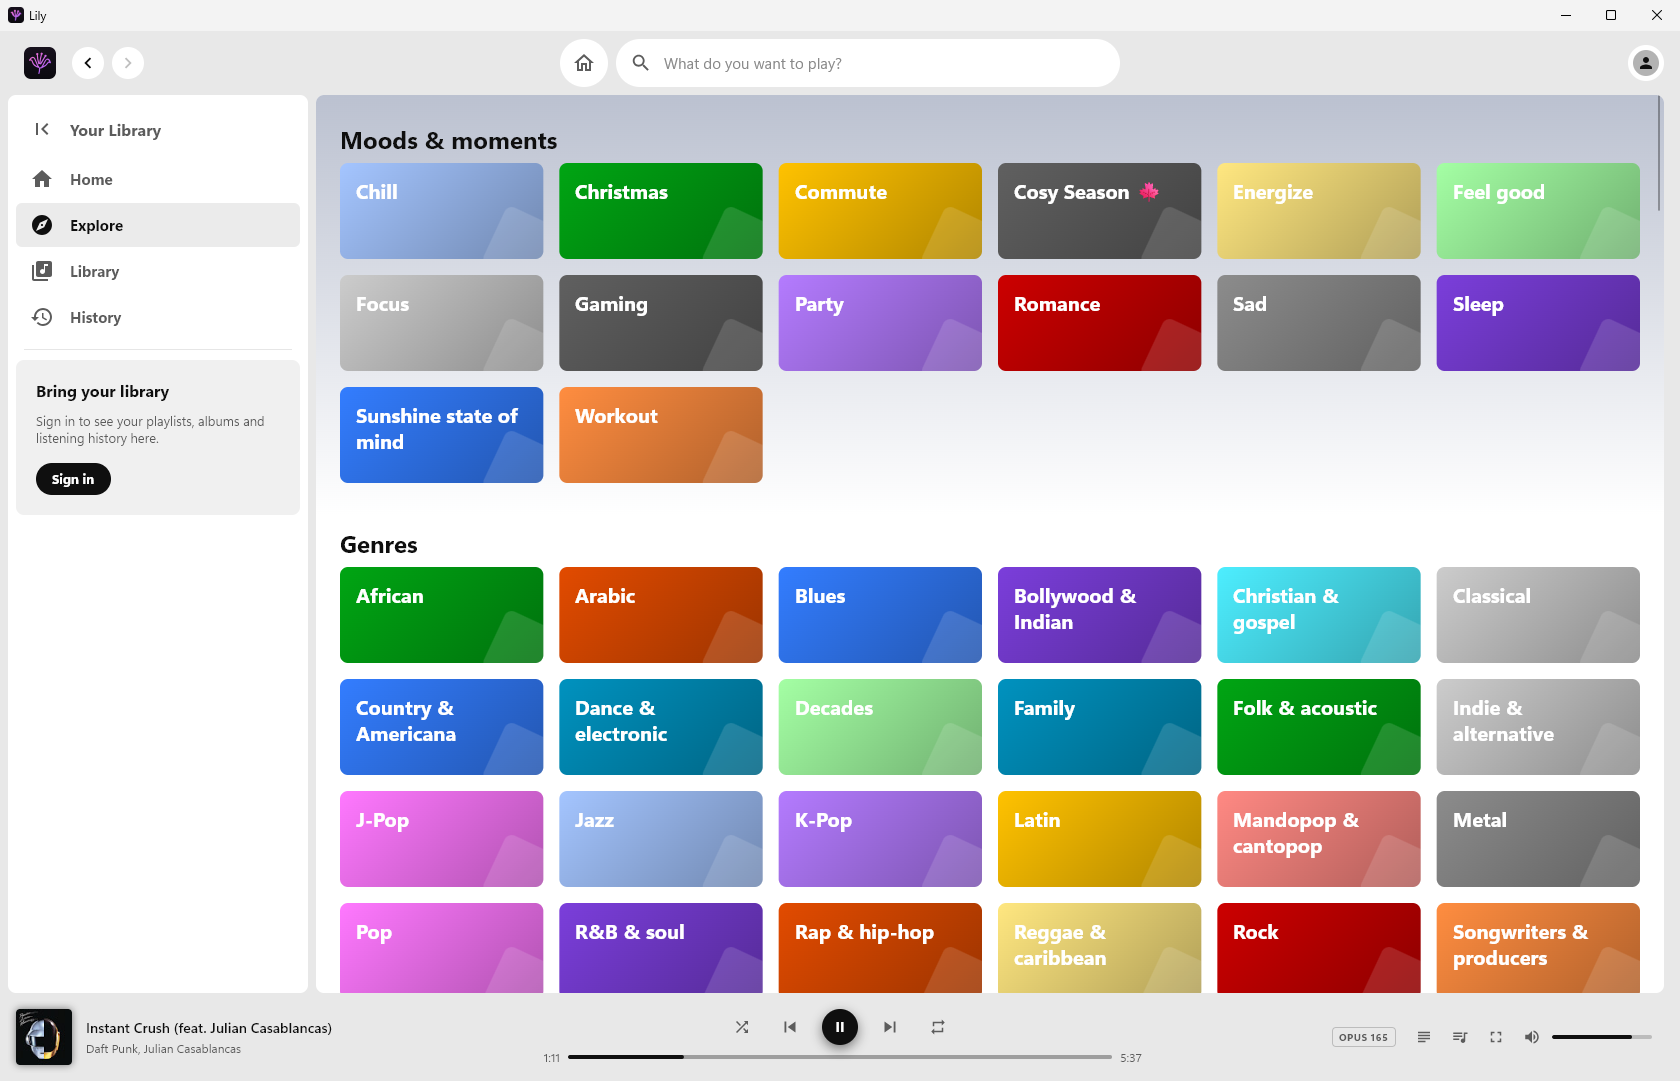 Lily
What do you want to play?
Your Library
Home
Explore
Library
History
Bring your library
Sign in to see your playlists, albums and
listening history here.
Sign in
Moods & moments
Chill
Christmas
Commute
Cosy Season 🍁
Energize
Feel good
Focus
Gaming
Party
Romance
Sad
Sleep
Sunshine state of
mind
Workout
Genres
African
Arabic
Blues
Bollywood &
Indian
Christian &
gospel
Classical
Country &
Americana
Dance &
electronic
Decades
Family
Folk & acoustic
Indie &
alternative
J-Pop
Jazz
K-Pop
Latin
Mandopop &
cantopop
Metal
Pop
R&B & soul
Rap & hip-hop
Reggae &
caribbean
Rock
Songwriters &
producers
Instant Crush (feat. Julian Casablancas)
Daft Punk, Julian Casablancas
1:11
5:37
OPUS 165